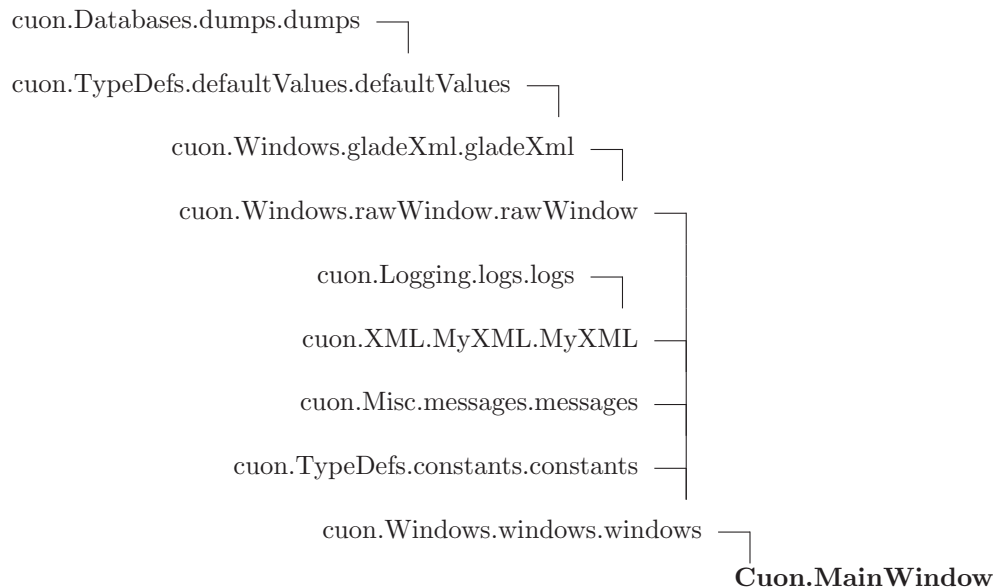 cuon.Databases.dumps.dumps
cuon.TypeDefs.defaultValues.defaultValues
cuon.Windows.gladeXml.gladeXml
cuon.Windows.rawWindow.rawWindow
cuon.Logging.logs.logs
cuon.XML.MyXML.MyXML
cuon.Misc.messages.messages
cuon.TypeDefs.constants.constants
cuon.Windows.windows.windows
Cuon.MainWindow